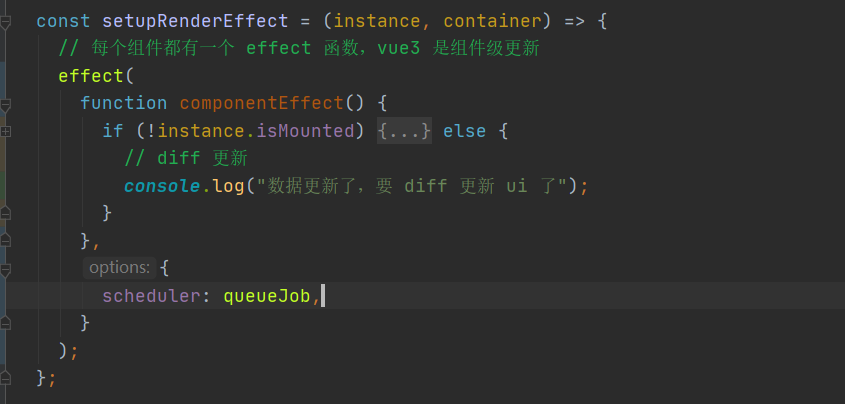 const setupRenderEffect = (instance, container) => {
  // 每个组件都有一个 effect 函数，vue3 是组件级更新
  effect(
    function componentEffect() {
      if (!instance.isMounted) {...} else {
        // diff 更新
        console.log("数据更新了，要 diff 更新 ui 了");
      }
    },
    options: {
      scheduler: queueJob,
    }
  );
};